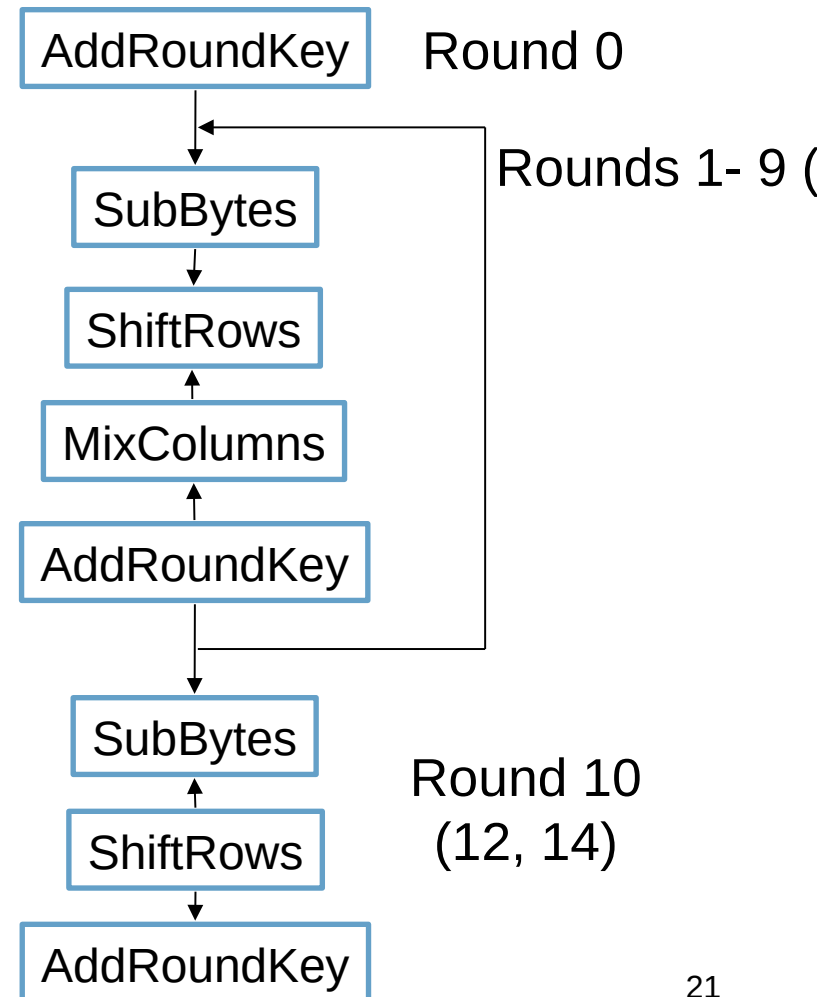 AddRoundKey
Round 0
Rounds 1- 9 (
SubBytes
ShiftRows
MixColumns
AddRoundKey
SubBytes
Round 10
(12, 14)
ShiftRows
AddRoundKey
21